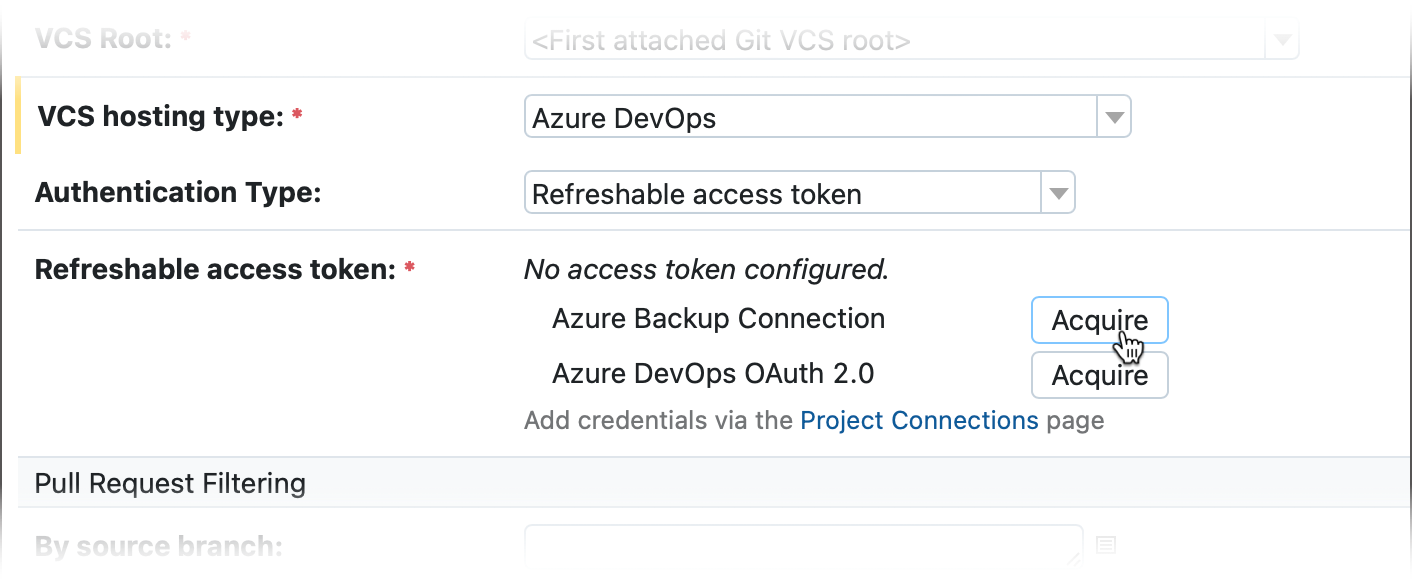 VCS Root: *
<First attached Git VCS root>
VCS hosting type: *
Azure DevOps
Authentication Type:
Refreshable access token
Refreshable access token: *
No access token configured.
Azure Backup Connection
Acquire
Azure DevOps OAuth 2.0
Acquire
Add credentials via the Project Connections page
Pull Request Filtering
By source branch: